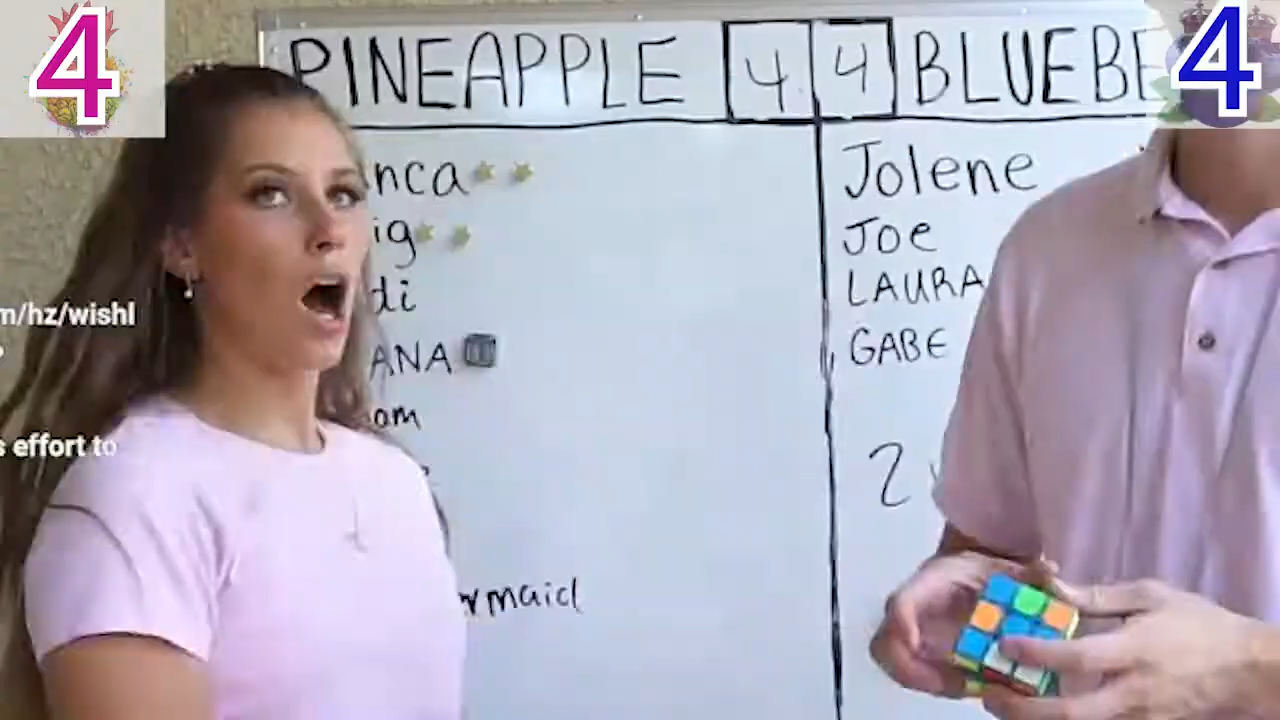 4
4
PINEAPPLE 4 4 BLUEBE
nca
Jolene
ig
Joe
di
LAURA
m/hz/wishl
ANA
GABE
om
s effort to
2
rmaid